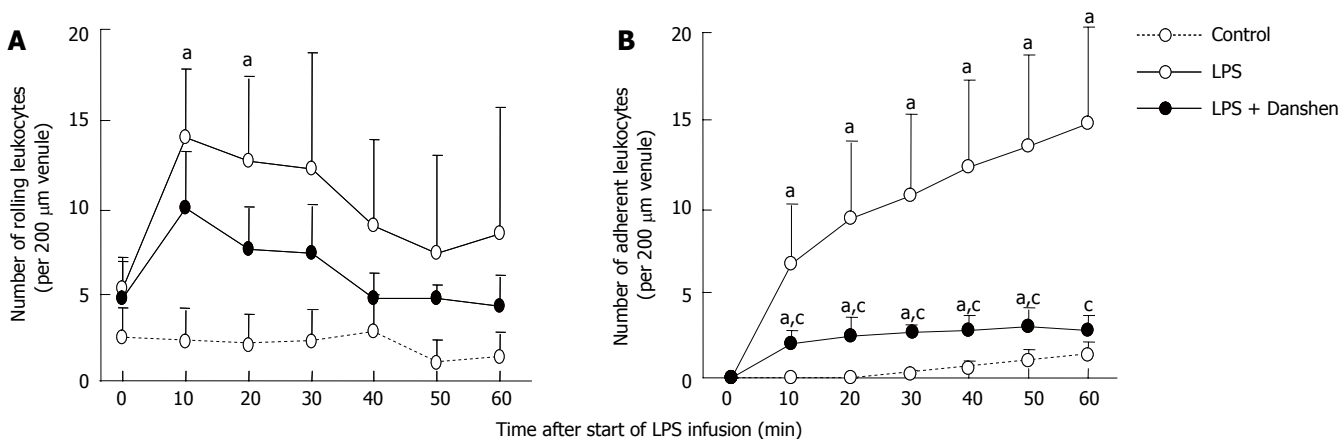 A
Number of rolling leukocytes
(per 200 μm venule)
20
15
10
5
0
a
a
0 10 20 30 40 50 60
B
Number of adherent leukocytes
(per 200 μm venule)
20
15
10
5
0
a
a
a
a
a
a
a,c
a,c
a,c
a,c
a,c
c
0 10 20 30 40 50 60
Control
LPS
LPS + Danshen
Time after start of LPS infusion (min)